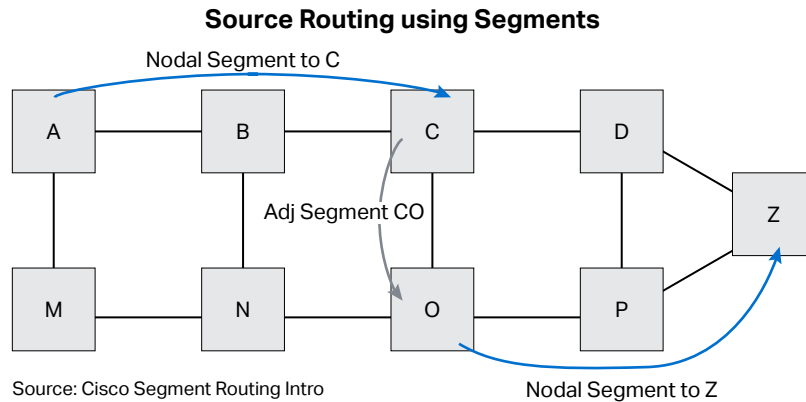 Source Routing using Segments
Nodal Segment to C
A
B
C
D
Z
Adj Segment CO
M
N
O
P
Source: Cisco Segment Routing Intro
Nodal Segment to Z